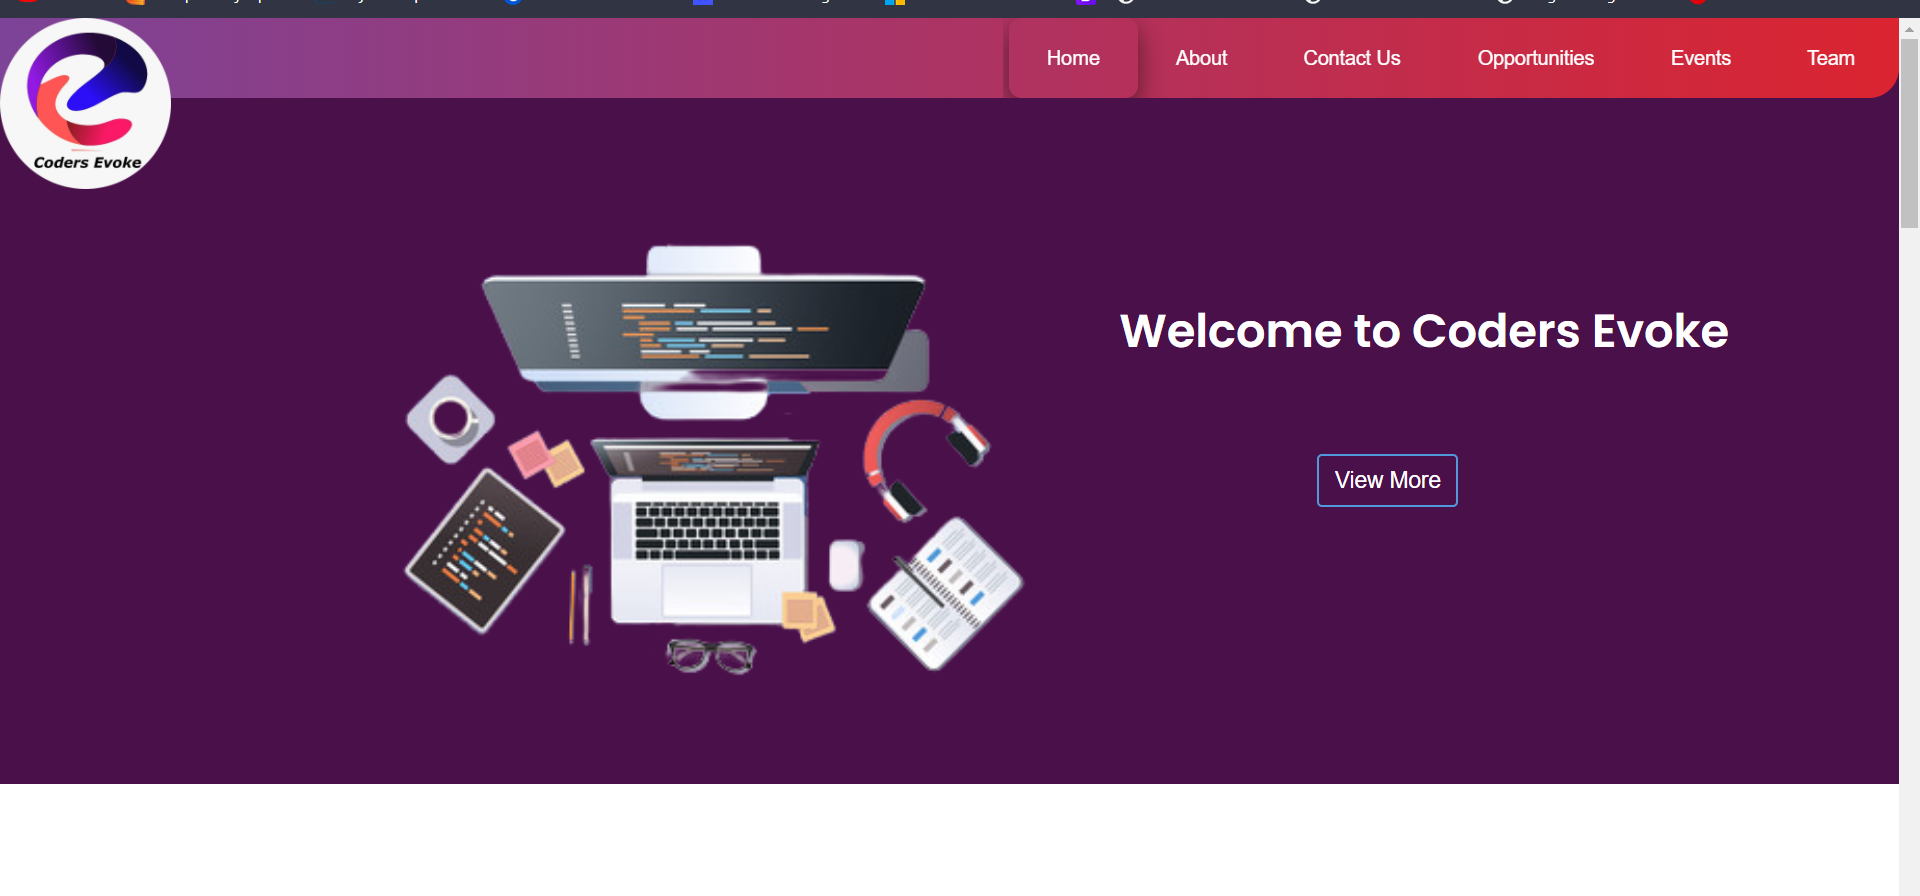 Home About Contact Us Opportunities Events Team
Coders Evoke
Welcome to Coders Evoke
View More